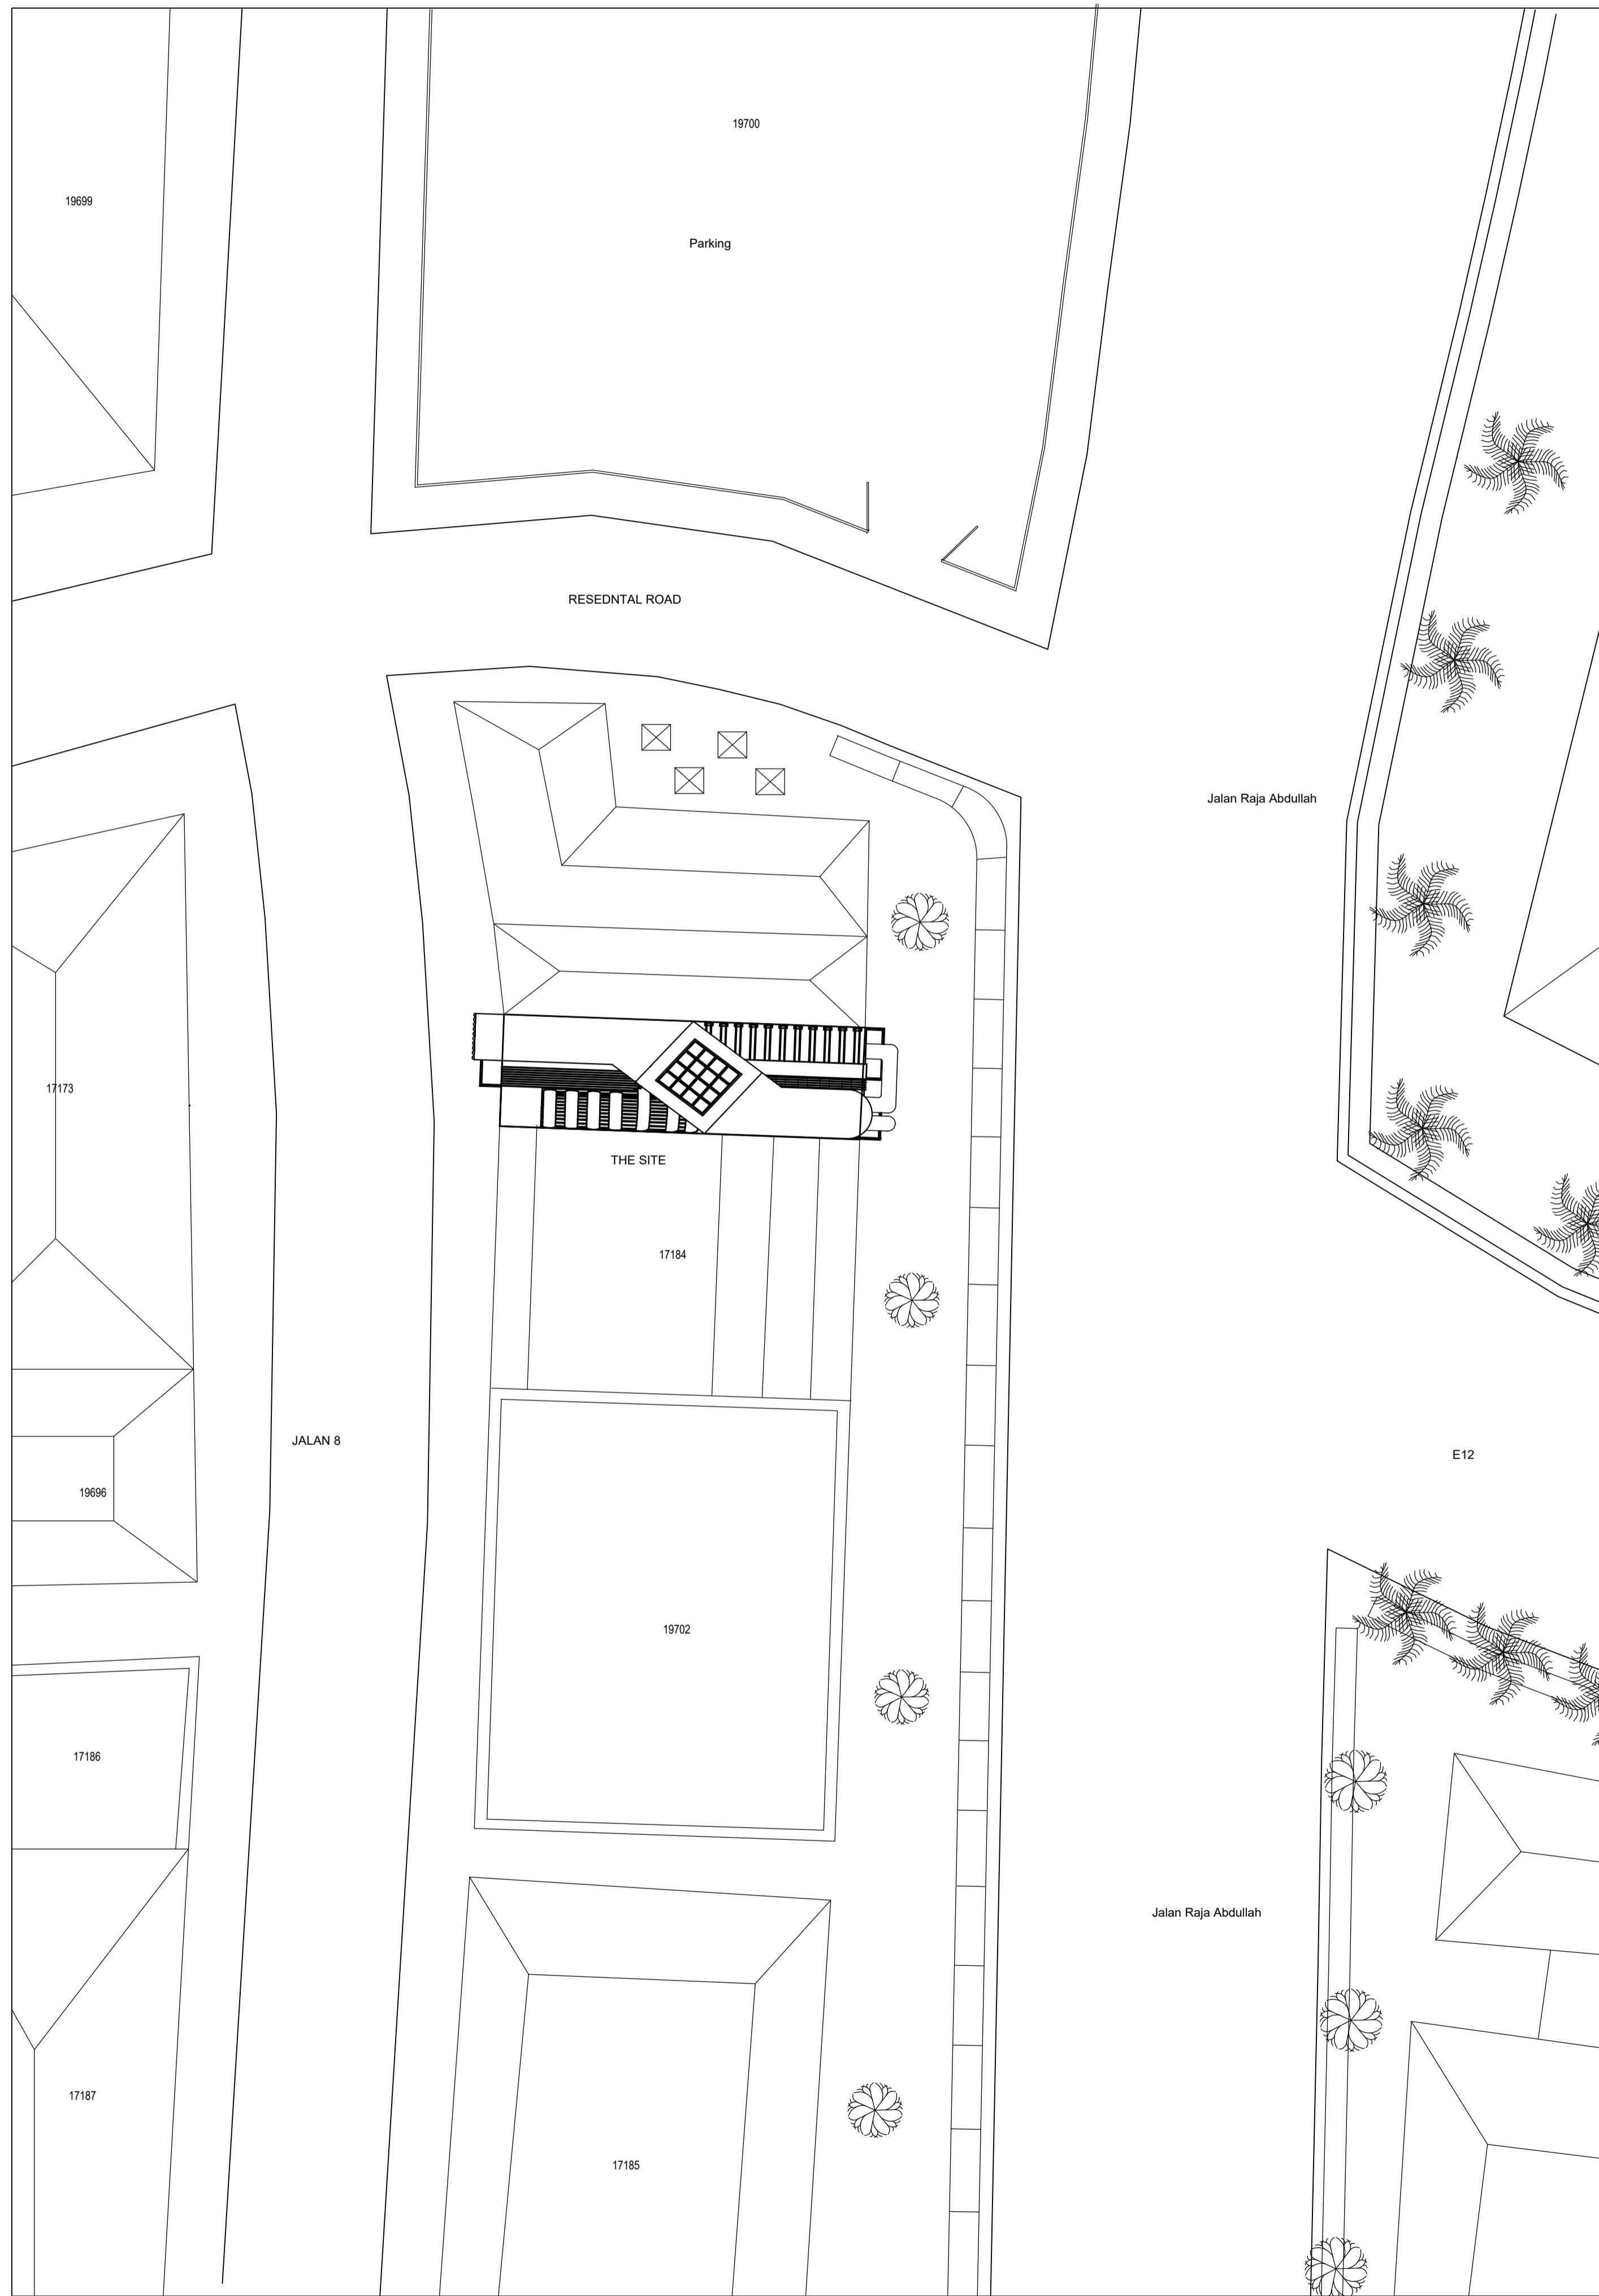 19700
19699
Parking
RESEDNTAL ROAD
Jalan Raja Abdullah
17173
THE SITE
17184
JALAN 8
E12
19696
19702
17186
Jalan Raja Abdullah
17187
17185